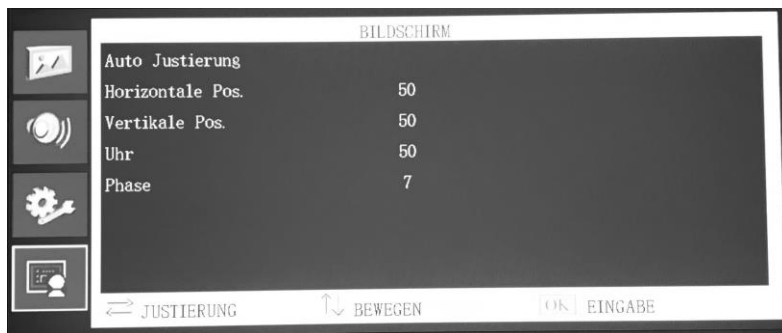 BILDSCHIRM
Auto Justierung
Horizontale Pos. 50
Vertikale Pos. 50
Uhr 50
Phase 7
JUSTIERUNG BEWEGEN OK EINGABE